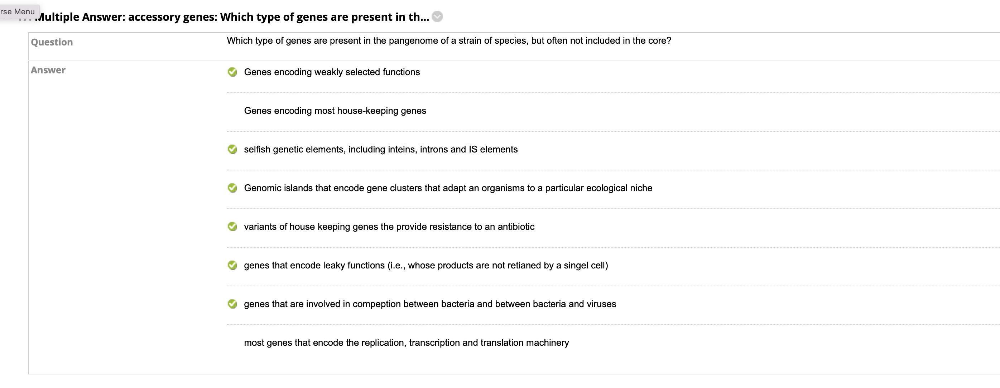 rse Menu
Multiple Answer: accessory genes: Which type of genes are present in th...
Question
Which type of genes are present in the pangenome of a strain of species, but often not included in the core?
Answer
Genes encoding weakly selected functions
Genes encoding most house-keeping genes
selfish genetic elements, including inteins, introns and IS elements
Genomic islands that encode gene clusters that adapt an organisms to a particular ecological niche
variants of house keeping genes the provide resistance to an antibiotic
genes that encode leaky functions (i.e., whose products are not retianed by a singel cell)
genes that are involved in compeption between bacteria and between bacteria and viruses
most genes that encode the replication, transcription and translation machinery